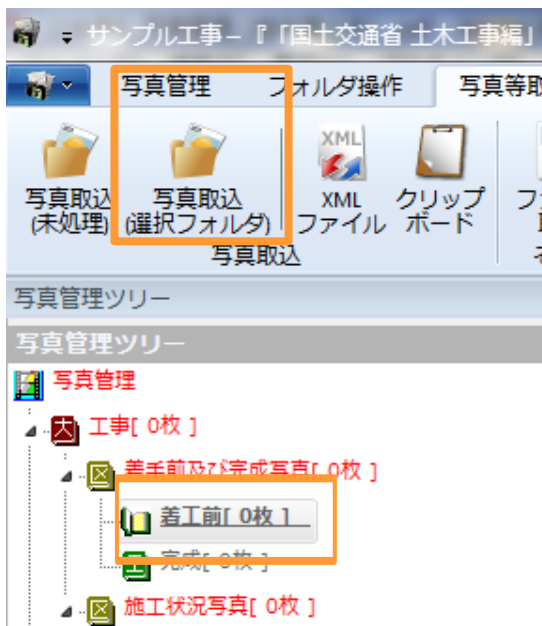 サンプル工事－『「国土交通省 土木工事編」
写真管理 フォルダ操作 写真等取
写真取込
(未処理)
写真取込
(選択フォルダ)
XML
XML
ファイル
クリップ
ボード
写真取込
写真管理ツリー
写真管理ツリー
写真管理
大 工事[ 0枚 ]
着手前及び完成写真[ 0枚 ]
着工前[ 0枚 ]
工 完成[ 0枚 ]
施工状況写真[ 0枚 ]